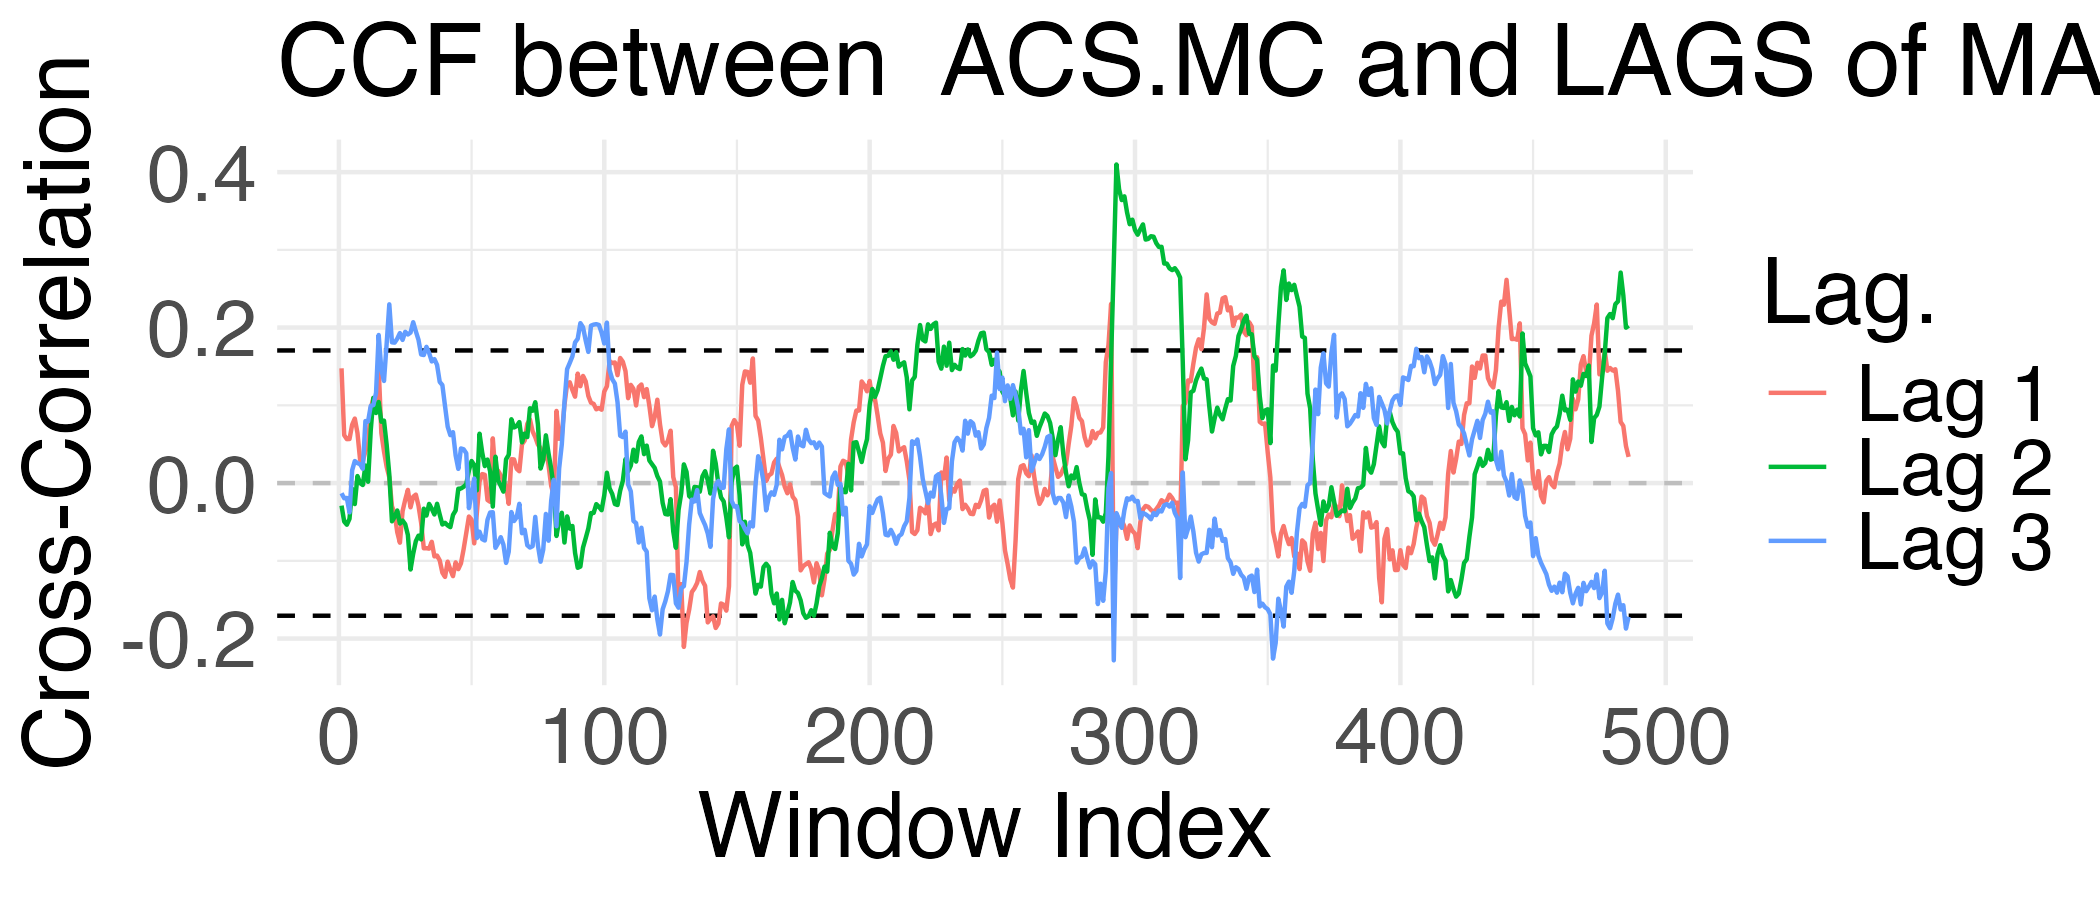 CCF between  ACS.MC and LAGS of MA
Cross-Correlation
0.4
0.2
0.0
-0.2
0 100 200 300 400 500
Window Index
Lag.
Lag 1
Lag 2
Lag 3